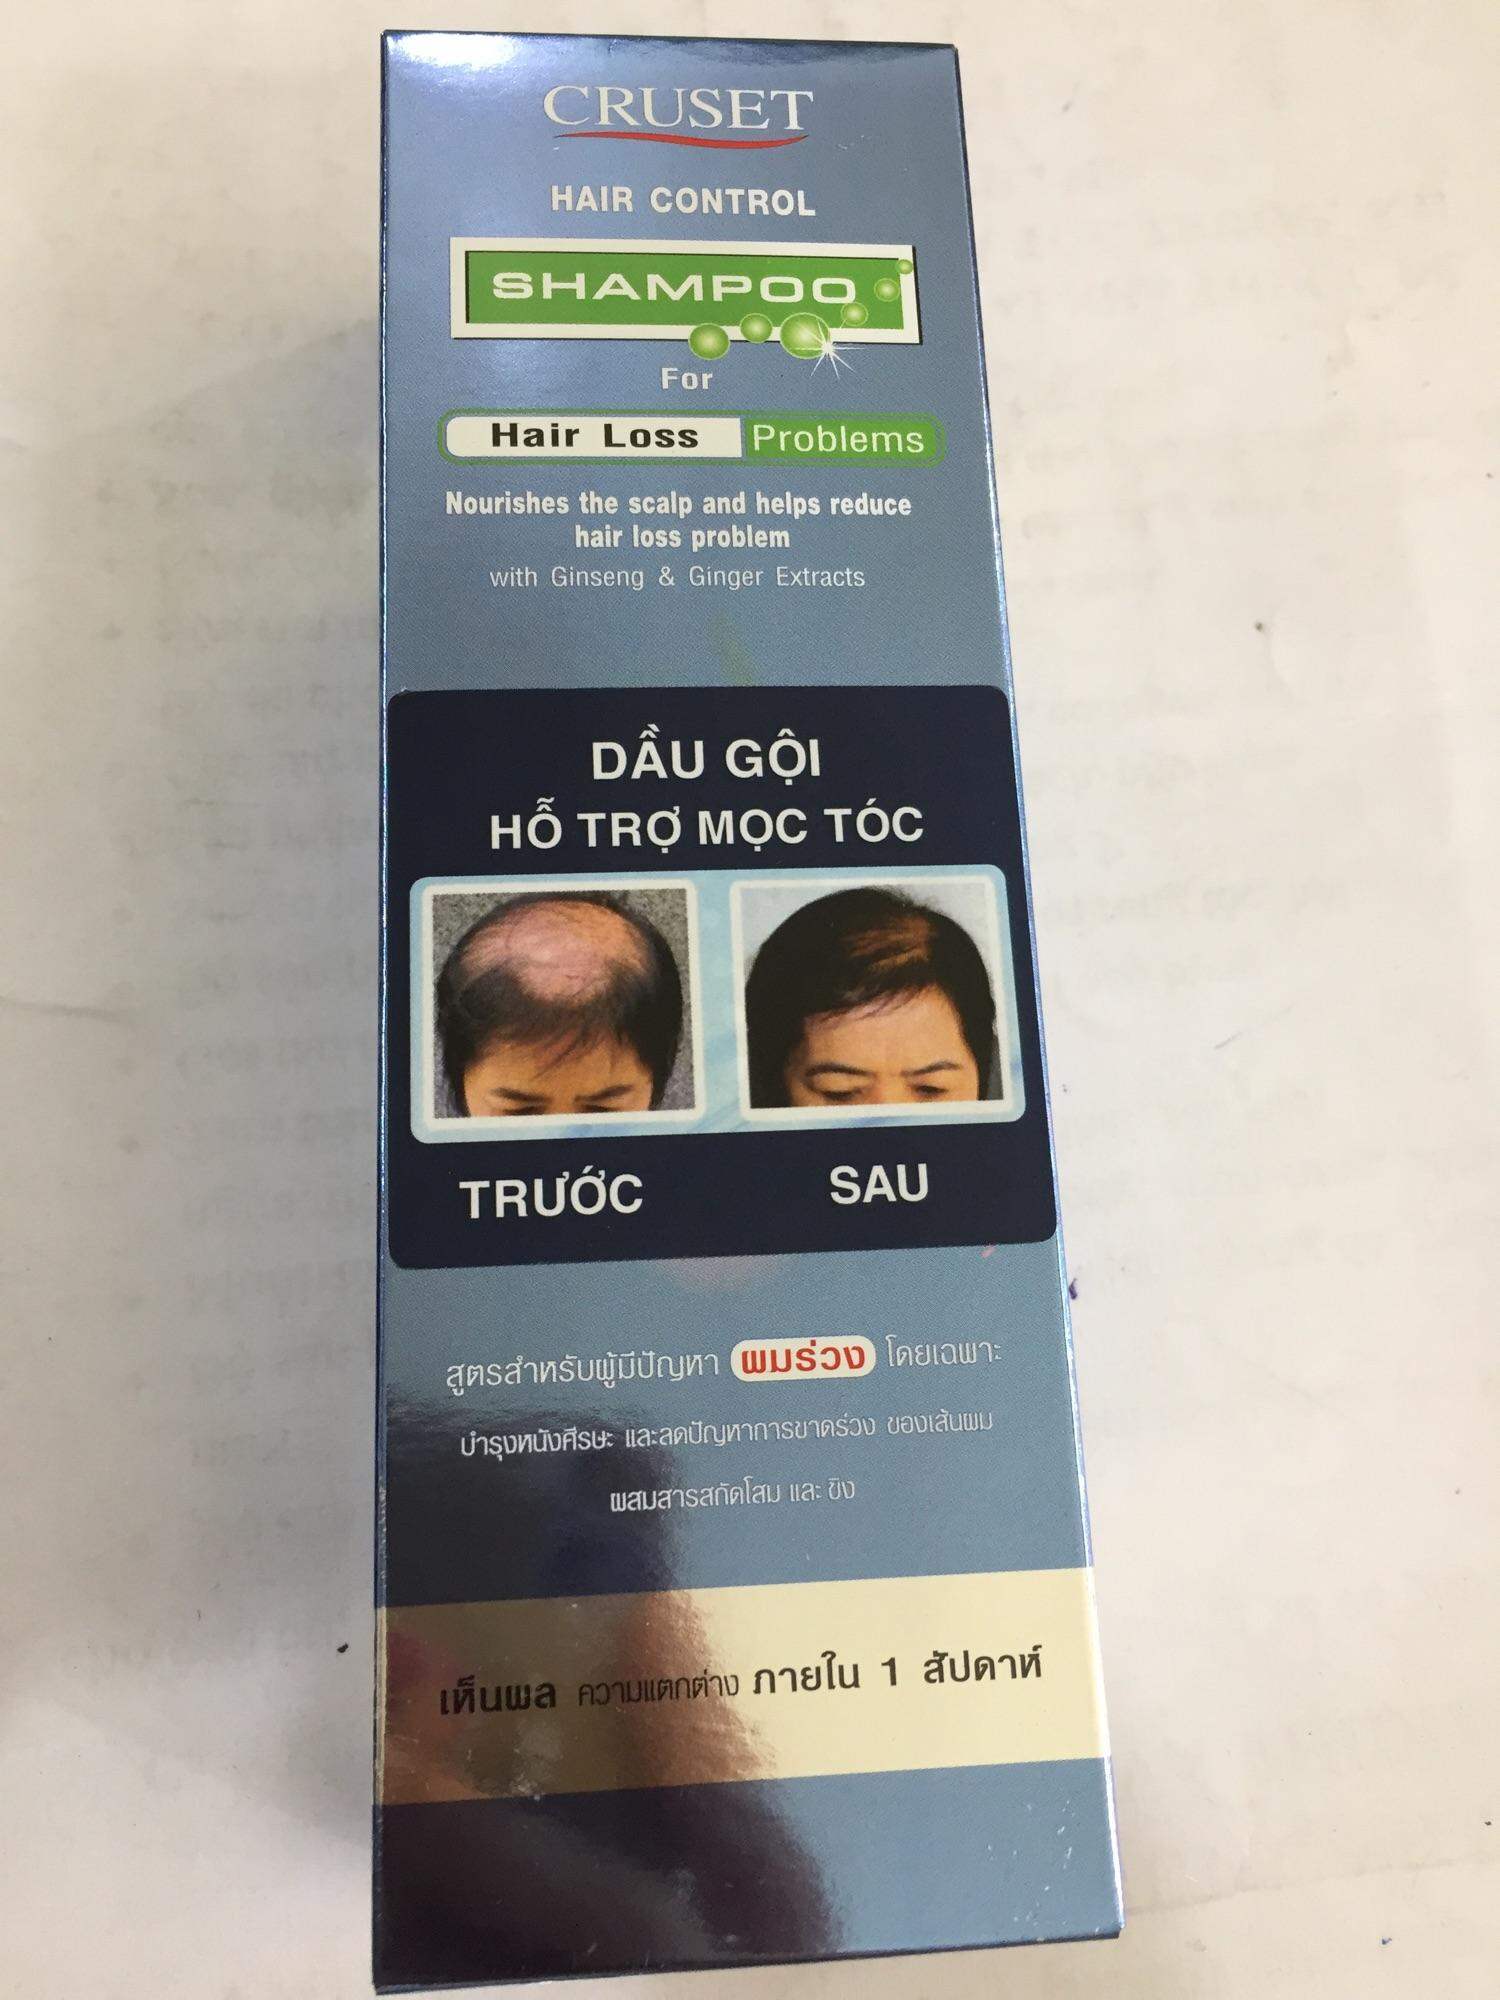 CRUSET
HAIR CONTROL
SHAMPOO
For
Hair Loss Problems
Nourishes the scalp and helps reduce
hair loss problem
with Ginseng & Ginger Extracts
DẦU GỘI
HỖ TRỢ MỌC TÓC
TRƯỚC SAU
สูตรสำหรับผู้มีปัญหา ผมร่วง โดยเฉพาะ
บำรุงหนังศีรษะ และลดปัญหาการขาดร่วง ของเส้นผม
ผสมสารสกัดโสม และ ขิง
เห็นผล ความแตกต่าง ภายใน 1 สัปดาห์